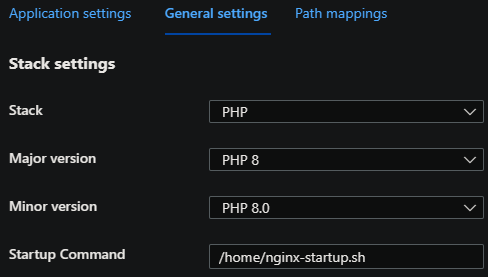 Application settings General settings Path mappings
Stack settings
Stack PHP
Major version PHP 8
Minor version PHP 8.0
Startup Command /home/nginx-startup.sh